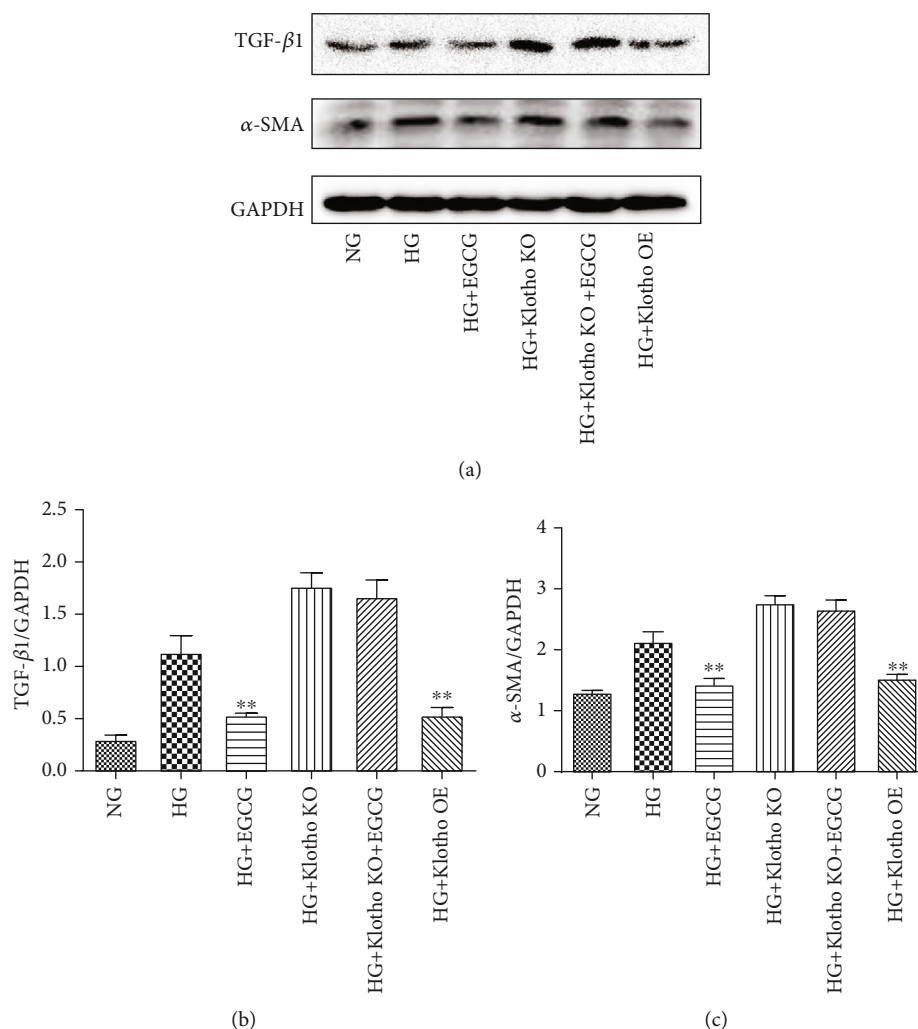 TGF-β1
α-SMA
GAPDH
NG
HG
HG+EGCG
HG+Klotho KO
HG+Klotho KO +EGCG
HG+Klotho OE
(a)
TGF-β1/GAPDH
2.5
2.0
1.5
1.0
0.5
0.0
**
**
NG
HG
HG+EGCG
HG+Klotho KO
HG+Klotho KO+EGCG
HG+Klotho OE
(b)
α-SMA/GAPDH
4
3
2
1
0
**
**
NG
HG
HG+EGCG
HG+Klotho KO
HG+Klotho KO+EGCG
HG+Klotho OE
(c)